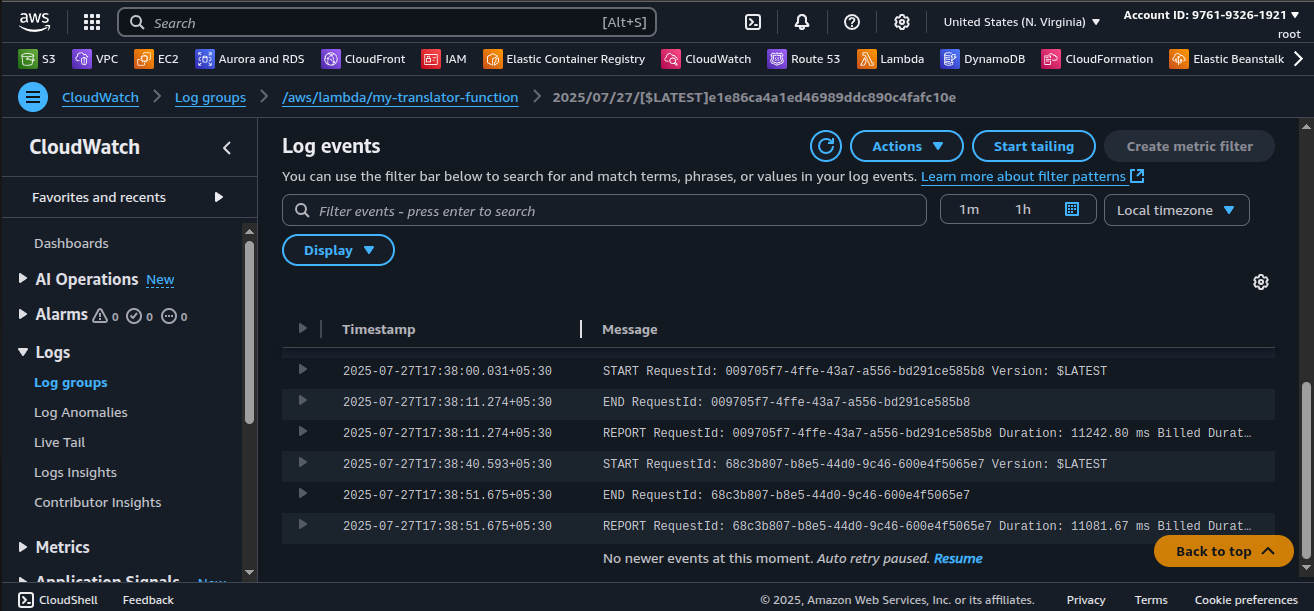 aws Search [Alt+S] United States (N. Virginia) Account ID: 9761-9326-1921
root
S3 VPC EC2 Aurora and RDS CloudFront IAM Elastic Container Registry CloudWatch Route 53 Lambda DynamoDB CloudFormation Elastic Beanstalk
CloudWatch Log groups /aws/lambda/my-translator-function 2025/07/27/[$LATEST]e1e86ca4a1ed46989ddc890c4fafc10e
CloudWatch
Favorites and recents
Dashboards
AI Operations New
Alarms 0 0 0
Logs
Log groups
Log Anomalies
Live Tail
Logs Insights
Contributor Insights
Metrics
Application Signals New
Log events
Actions Start tailing Create metric filter
You can use the filter bar below to search for and match terms, phrases, or values in your log events. Learn more about filter patterns
Filter events - press enter to search 1m 1h Local timezone
Display
Timestamp Message
2025-07-27T17:38:00.031+05:30 START RequestId: 009705f7-4ffe-43a7-a556-bd291ce585b8 Version: $LATEST
2025-07-27T17:38:11.274+05:30 END RequestId: 009705f7-4ffe-43a7-a556-bd291ce585b8
2025-07-27T17:38:11.274+05:30 REPORT RequestId: 009705f7-4ffe-43a7-a556-bd291ce585b8 Duration: 11242.80 ms Billed Durat…
2025-07-27T17:38:40.593+05:30 START RequestId: 68c3b807-b8e5-44d0-9c46-600e4f5065e7 Version: $LATEST
2025-07-27T17:38:51.675+05:30 END RequestId: 68c3b807-b8e5-44d0-9c46-600e4f5065e7
2025-07-27T17:38:51.675+05:30 REPORT RequestId: 68c3b807-b8e5-44d0-9c46-600e4f5065e7 Duration: 11081.67 ms Billed Durat…
No newer events at this moment. Auto retry paused. Resume
Back to top
CloudShell Feedback © 2025, Amazon Web Services, Inc. or its affiliates. Privacy Terms Cookie preferences